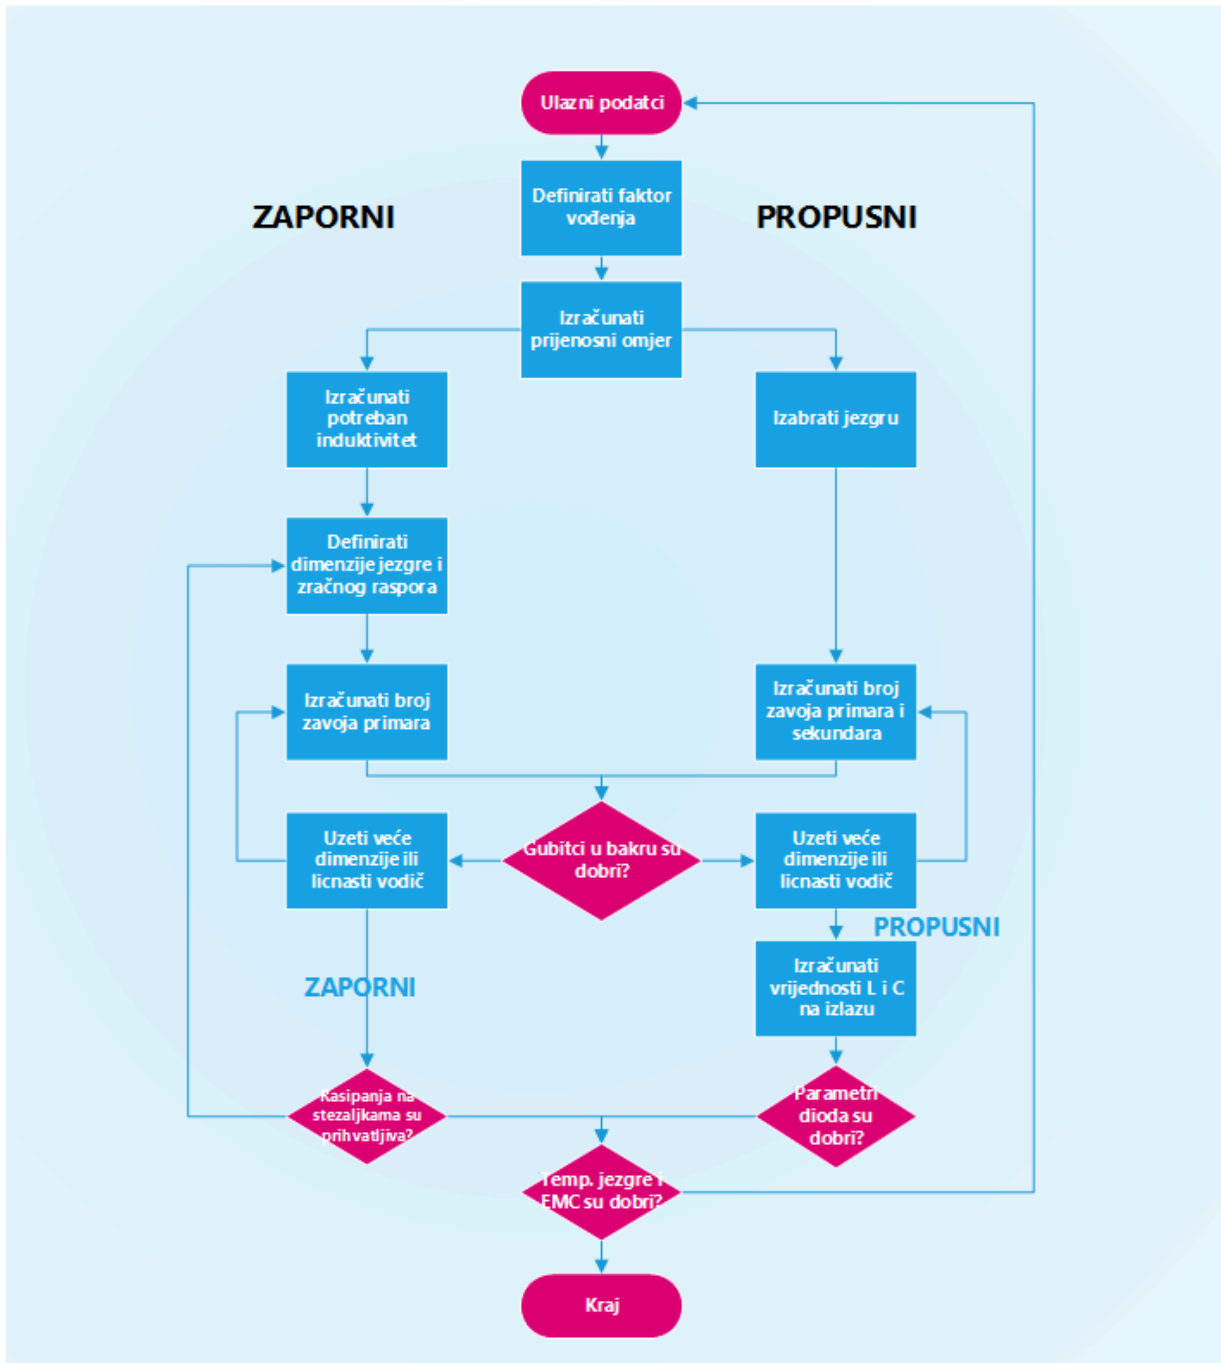 Ulazni podatci
Definirati faktor
vođenja
ZAPORNI
PROPUSNI
Izračunati
prijenosni omjer
Izračunati
potreban
induktivitet
Izabrati jezgru
Definirati
dimenzije jezgre i
zračnog raspora
Izračunati broj
zavoja primara
Izračunati broj
zavoja primara i
sekundara
Uzeti veće
dimenzije ili
licnasti vodič
Gubitci u bakru su
dobri?
Uzeti veće
dimenzije ili
licnasti vodič
PROPUSNI
ZAPORNI
Izračunati
vrijednosti L i C
na izlazu
Rasipanja na
stezaljkama su
prihvatljiva?
Parametri
dioda su
dobri?
Temp. jezgre i
EMC su dobri?
Kraj